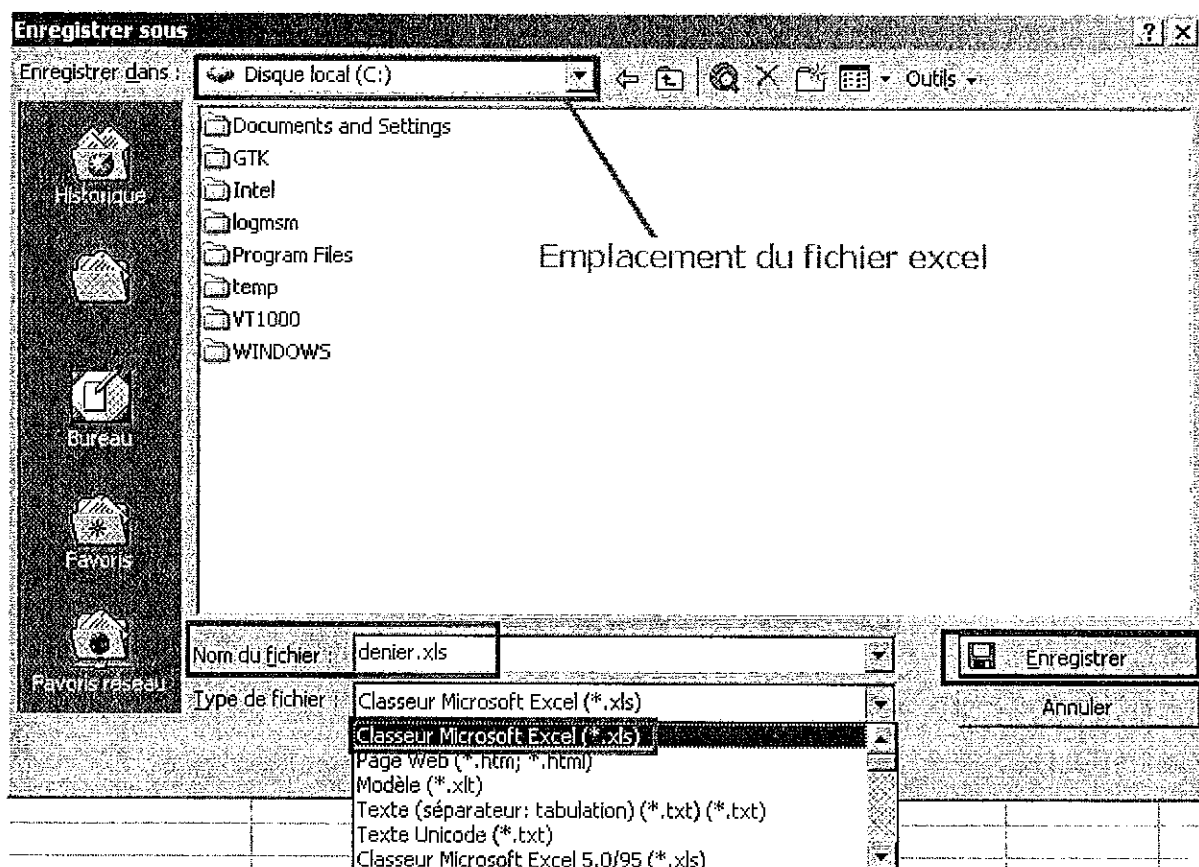 Enregistrer sous
Enregistrer dans :
Disque local (C:)
Outils
Historique
Bureau
Favoris
Favoris réseau
Documents and Settings
GTK
Intel
logmsm
Program Files
temp
VT1000
WINDOWS
Emplacement du fichier excel
Nom du fichier :
denier.xls
Enregistrer
Type de fichier :
Classeur Microsoft Excel (*.xls)
Annuler
Classeur Microsoft Excel (*.xls)
Page Web (*.htm; *.html)
Modèle (*.xlt)
Texte (séparateur: tabulation) (*.txt) (*.txt)
Texte Unicode (*.txt)
Classeur Microsoft Excel 5.0/95 (*.xls)